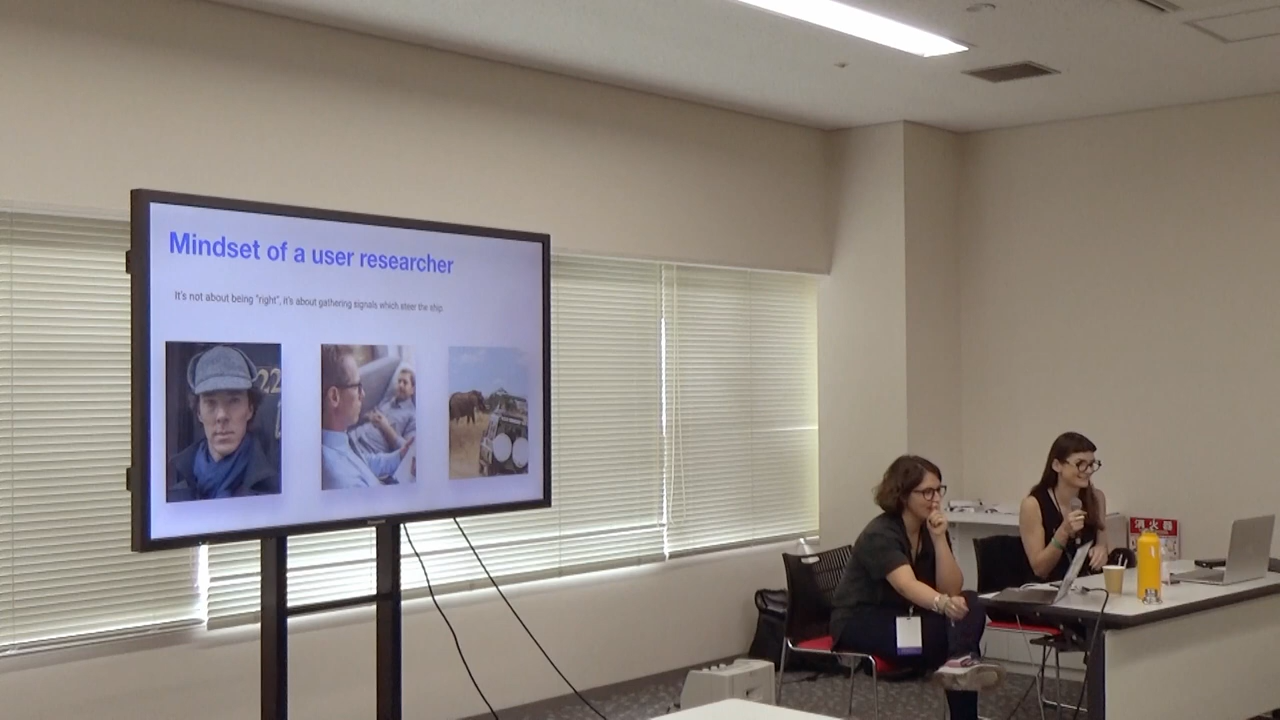 Mindset of a user researcher
It's not about being "right", it's about gathering signals which steer the ship
22
消火器